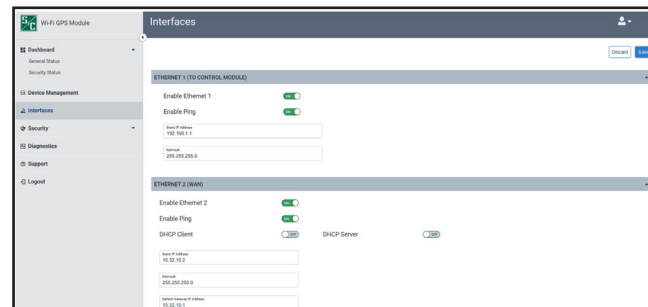 S&C Wi-Fi GPS Module
Interfaces
Dashboard
General Status
Security Status
Device Management
Interfaces
Security
Diagnostics
Support
Logout
Discard Save
ETHERNET 1 (TO CONTROL MODULE)
Enable Ethernet 1 ON
Enable Ping ON
Static IP Address
192.168.1.1
Netmask
255.255.255.0
ETHERNET 2 (WAN)
Enable Ethernet 2 ON
Enable Ping ON
DHCP Client OFF DHCP Server OFF
Static IP Address
10.32.10.2
Netmask
255.255.255.0
Default Gateway IP Address
10.32.10.1